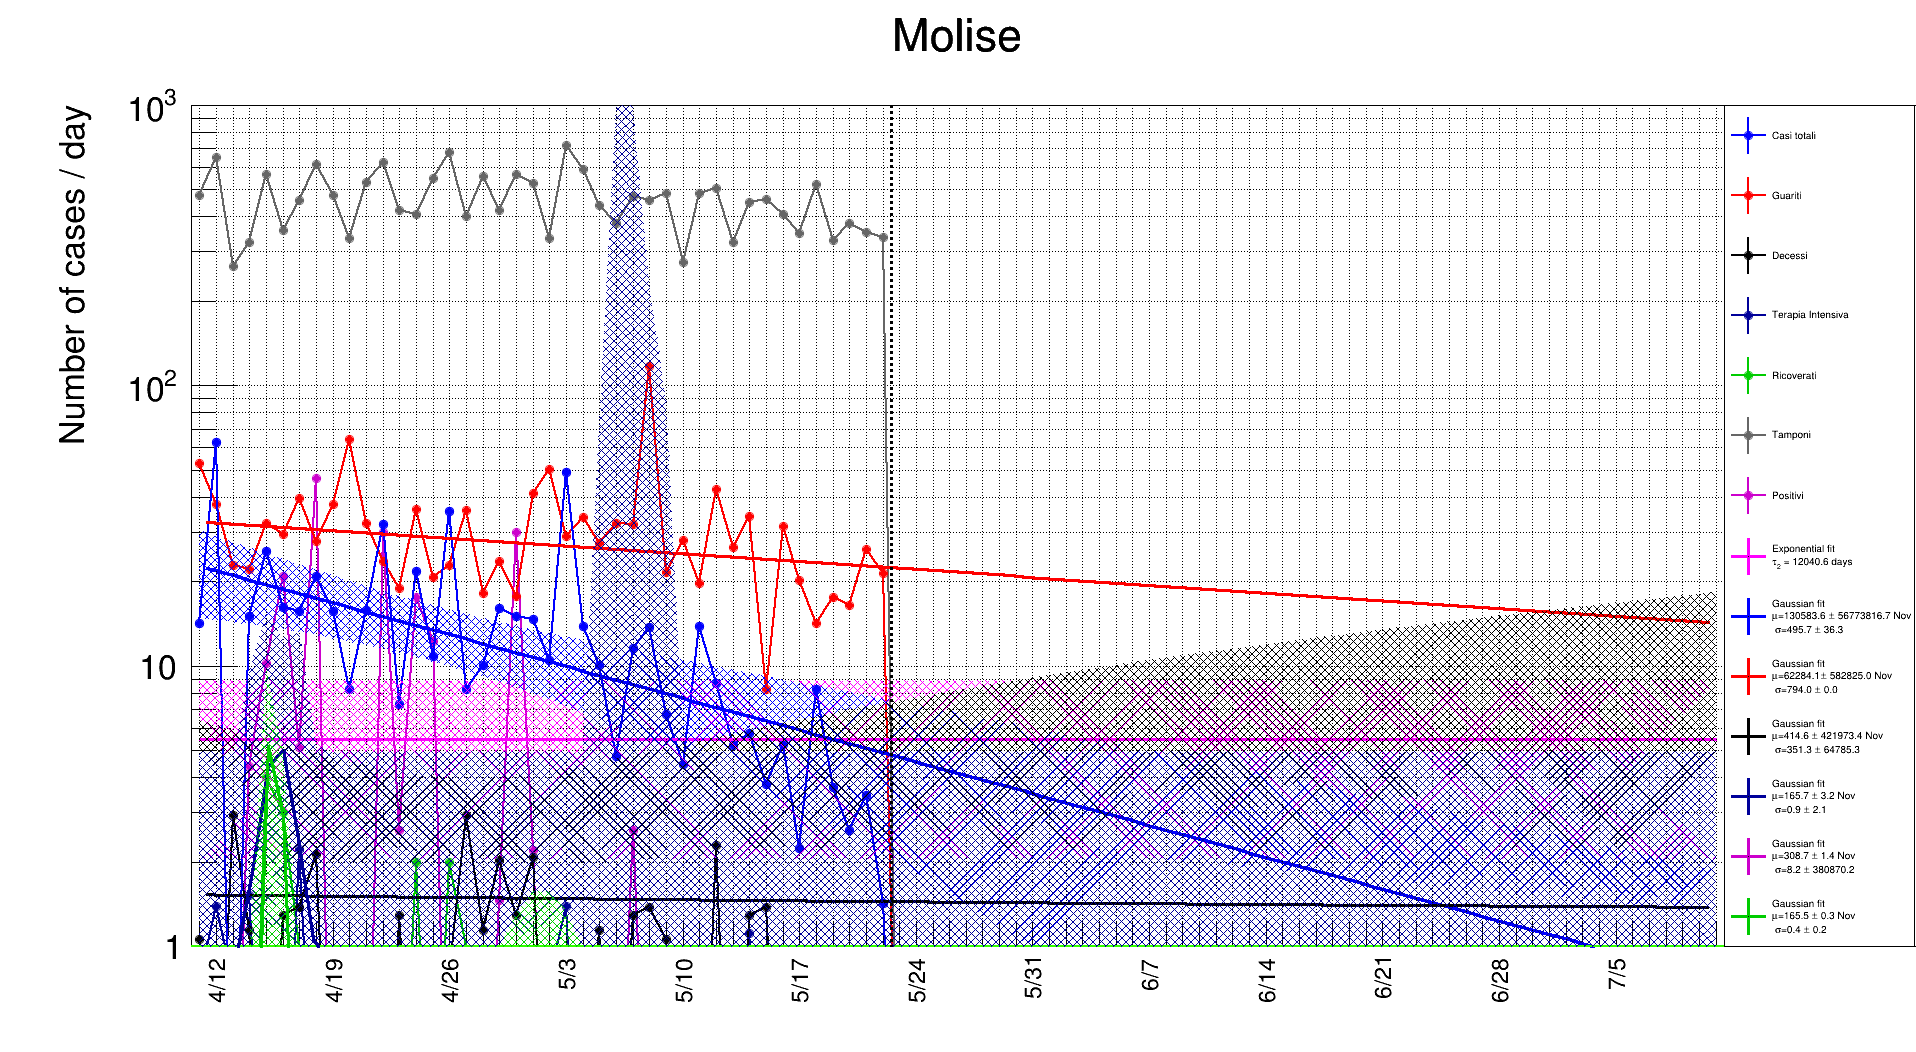 Molise
Number of cases / day
10³
10²
10
1
4/12
4/19
4/26
5/3
5/10
5/17
5/24
5/31
6/7
6/14
6/21
6/28
7/5
Casi totali
Guariti
Decessi
Terapia Intensiva
Ricoverati
Tamponi
Positivi
Exponential fit
τ₂ = 12040.6 days
Gaussian fit
μ=130583.6 ± 56773816.7 Nov
σ=495.7 ± 36.3
Gaussian fit
μ=62284.1± 582825.0 Nov
σ=794.0 ± 0.0
Gaussian fit
μ=414.6 ± 421973.4 Nov
σ=351.3 ± 64785.3
Gaussian fit
μ=165.7 ± 3.2 Nov
σ=0.9 ± 2.1
Gaussian fit
μ=308.7 ± 1.4 Nov
σ=8.2 ± 380870.2
Gaussian fit
μ=165.5 ± 0.3 Nov
σ=0.4 ± 0.2